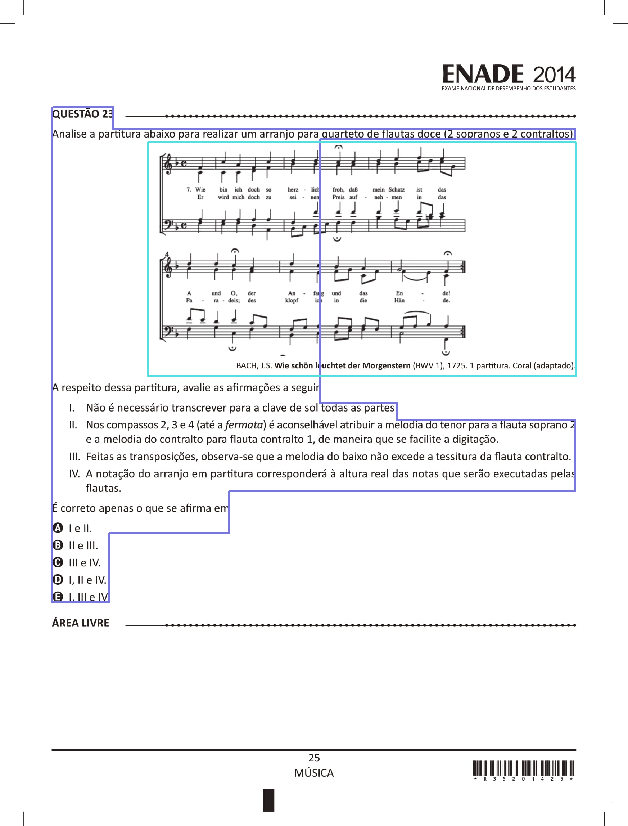 ENADE 2014
EXAME NACIONAL DE DESEMPENHO DOS ESTUDANTES
QUESTÃO 23
Analise a partitura abaixo para realizar um arranjo para quarteto de flautas doce (2 sopranos e 2 contraltos).
7. Wie bin ich doch so herz - lich froh, daß mein Schatz ist das
Er wird mich doch zu sei - nem Preis auf - neh - men in das
A und O, der An - fang und das En - de!
Pa - ra - deis; des klopf ich in die Hän - de.
BACH, J.S. Wie schön leuchtet der Morgenstern (HWV 1), 1725. 1 partitura. Coral (adaptado).
A respeito dessa partitura, avalie as afirmações a seguir
I. Não é necessário transcrever para a clave de sol todas as partes
II. Nos compassos 2, 3 e 4 (até a fermata) é aconselhável atribuir a melodia do tenor para a flauta soprano 2
e a melodia do contralto para flauta contralto 1, de maneira que se facilite a digitação.
III. Feitas as transposições, observa-se que a melodia do baixo não excede a tessitura da flauta contralto.
IV. A notação do arranjo em partitura corresponderá à altura real das notas que serão executadas pelas
flautas.
É correto apenas o que se afirma em
A I e II.
B II e III.
C III e IV.
D I, II e IV.
E I, III e IV
ÁREA LIVRE
25
MÚSICA
* R 3 5 2 0 1 4 2 5 *